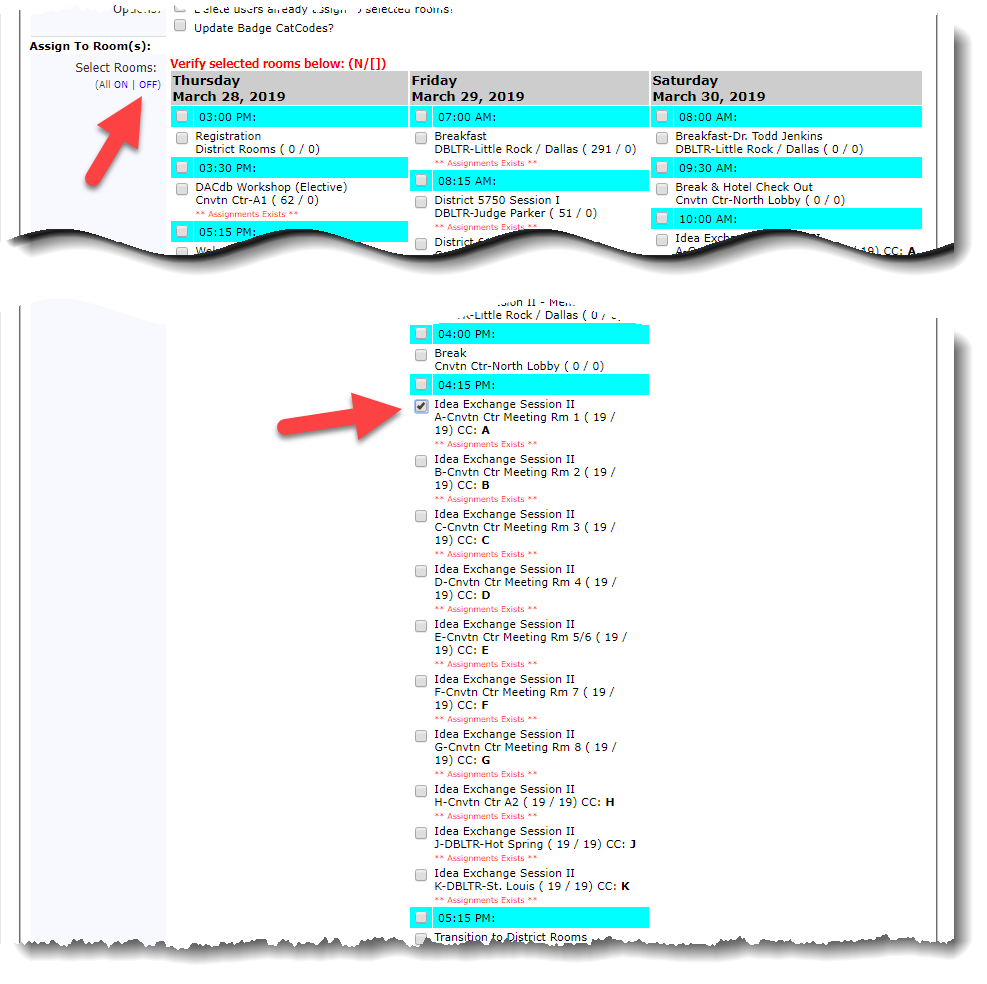 Options:
Delete users already assign selected rooms?
Update Badge CatCodes?
Assign To Room(s):
Select Rooms:
(All ON | OFF)
Verify selected rooms below: (N/[])
Thursday
March 28, 2019
03:00 PM:
Registration
District Rooms ( 0 / 0)
03:30 PM:
DACdb Workshop (Elective)
Cnvtn Ctr-A1 ( 62 / 0)
** Assignments Exists **
05:15 PM:
Friday
March 29, 2019
07:00 AM:
Breakfast
DBLTR-Little Rock / Dallas ( 291 / 0)
** Assignments Exists **
08:15 AM:
District 5750 Session I
DBLTR-Judge Parker ( 51 / 0)
** Assignments Exists **
District
Saturday
March 30, 2019
08:00 AM:
Breakfast-Dr. Todd Jenkins
DBLTR-Little Rock / Dallas ( 0 / 0)
09:30 AM:
Break & Hotel Check Out
Cnvtn Ctr-North Lobby ( 0 / 0)
10:00 AM:
Idea
19) CC: A
II -
-Little Rock / Dallas ( 0 /
04:00 PM:
Break
Cnvtn Ctr-North Lobby ( 0 / 0)
04:15 PM:
Idea Exchange Session II
A-Cnvtn Ctr Meeting Rm 1 ( 19 /
19) CC: A
** Assignments Exists **
Idea Exchange Session II
B-Cnvtn Ctr Meeting Rm 2 ( 19 /
19) CC: B
** Assignments Exists **
Idea Exchange Session II
C-Cnvtn Ctr Meeting Rm 3 ( 19 /
19) CC: C
** Assignments Exists **
Idea Exchange Session II
D-Cnvtn Ctr Meeting Rm 4 ( 19 /
19) CC: D
** Assignments Exists **
Idea Exchange Session II
E-Cnvtn Ctr Meeting Rm 5/6 ( 19 /
19) CC: E
** Assignments Exists **
Idea Exchange Session II
F-Cnvtn Ctr Meeting Rm 7 ( 19 /
19) CC: F
** Assignments Exists **
Idea Exchange Session II
G-Cnvtn Ctr Meeting Rm 8 ( 19 /
19) CC: G
** Assignments Exists **
Idea Exchange Session II
H-Cnvtn Ctr A2 ( 19 / 19) CC: H
** Assignments Exists **
Idea Exchange Session II
J-DBLTR-Hot Spring ( 19 / 19) CC: J
** Assignments Exists **
Idea Exchange Session II
K-DBLTR-St. Louis ( 19 / 19) CC: K
** Assignments Exists **
05:15 PM:
Transition to District Rooms